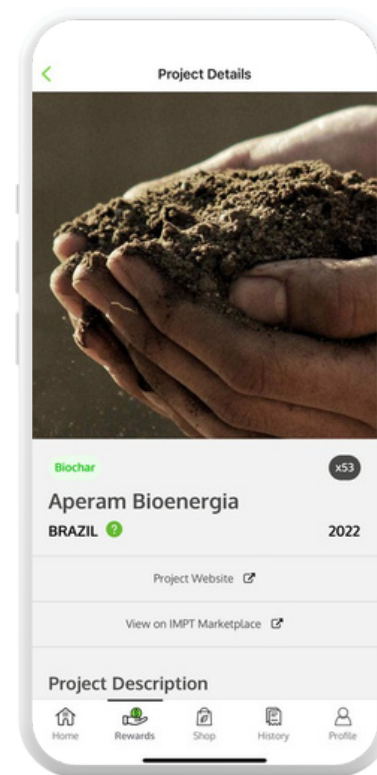 Project Details
Biochar
x53
Aperam Bioenergia
BRAZIL ?
2022
Project Website
View on IMPT Marketplace
Project Description
Home
Rewards
Shop
History
Profile